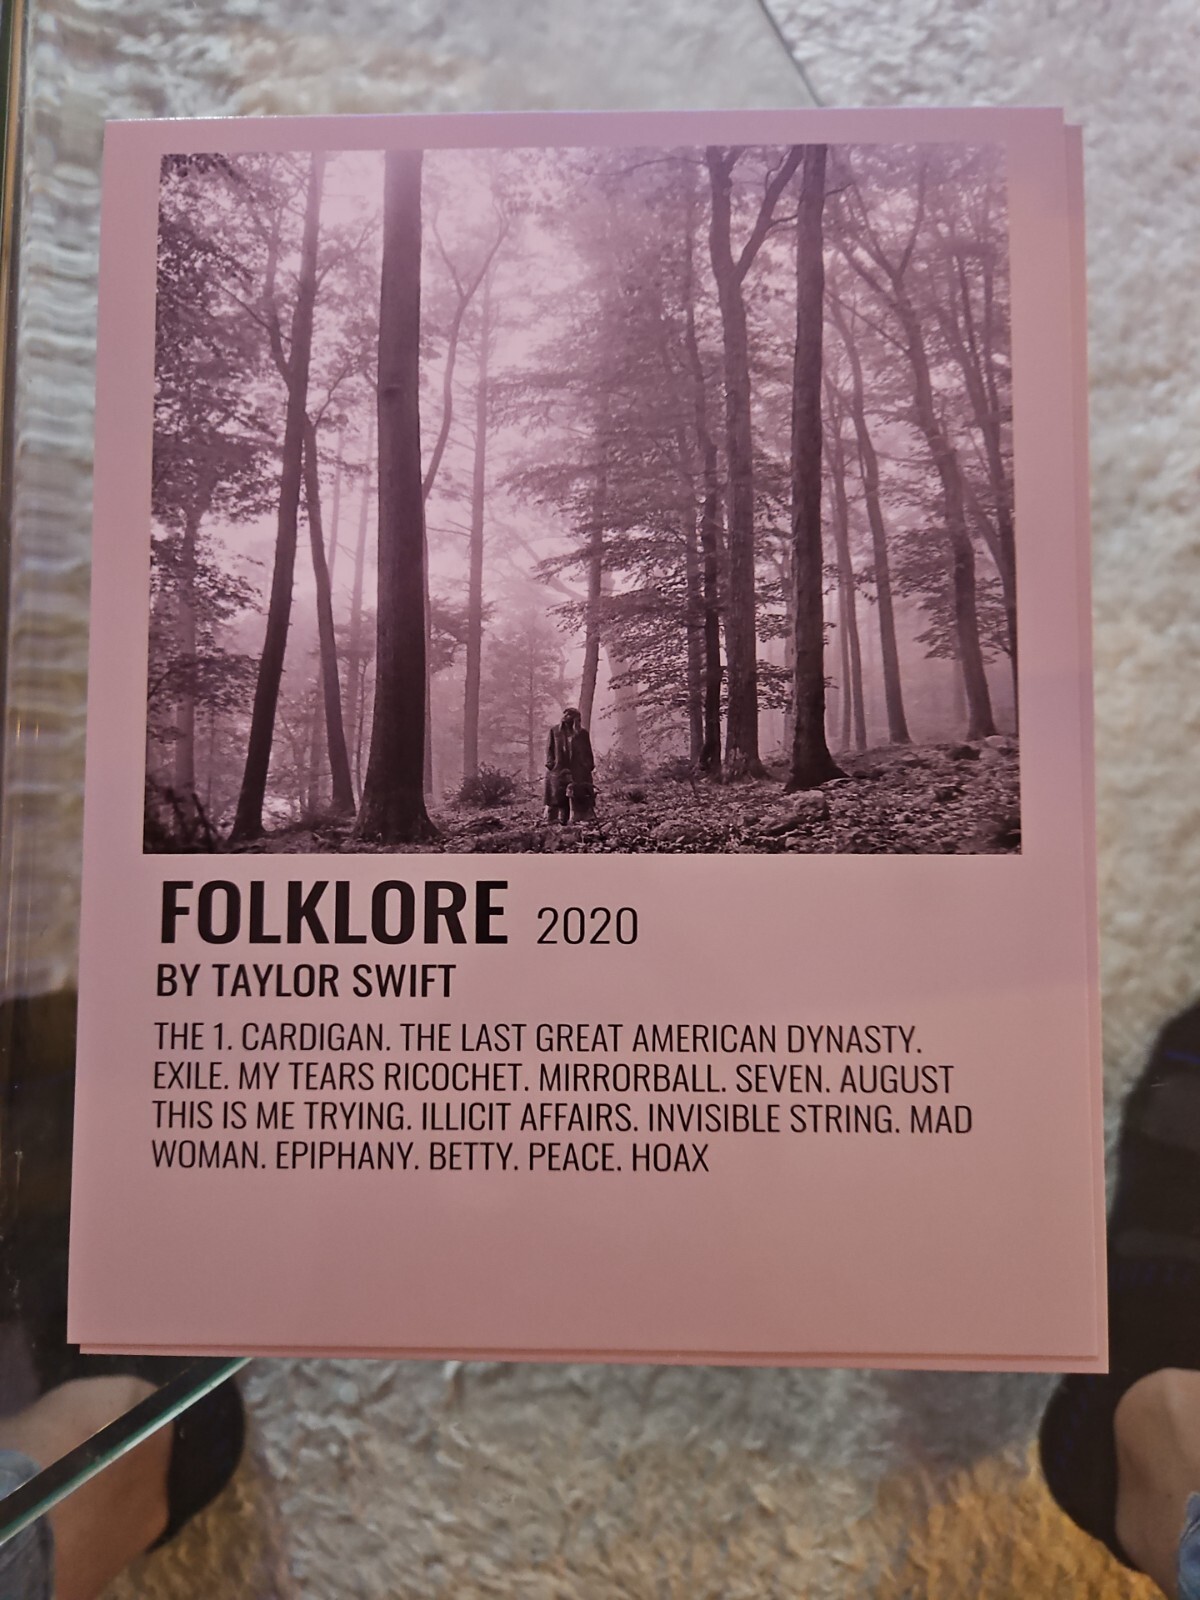 FOLKLORE 2020
BY TAYLOR SWIFT
THE 1. CARDIGAN. THE LAST GREAT AMERICAN DYNASTY.
EXILE. MY TEARS RICOCHET. MIRRORBALL. SEVEN. AUGUST
THIS IS ME TRYING. ILLICIT AFFAIRS. INVISIBLE STRING. MAD
WOMAN. EPIPHANY. BETTY. PEACE. HOAX